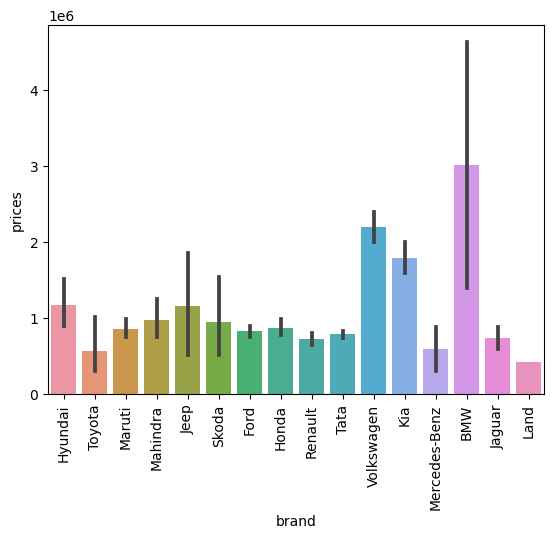 1e6
4
3
2
1
0
prices
Hyundai
Toyota
Maruti
Mahindra
Jeep
Skoda
Ford
Honda
Renault
Tata
Volkswagen
Kia
Mercedes-Benz
BMW
Jaguar
Land
brand